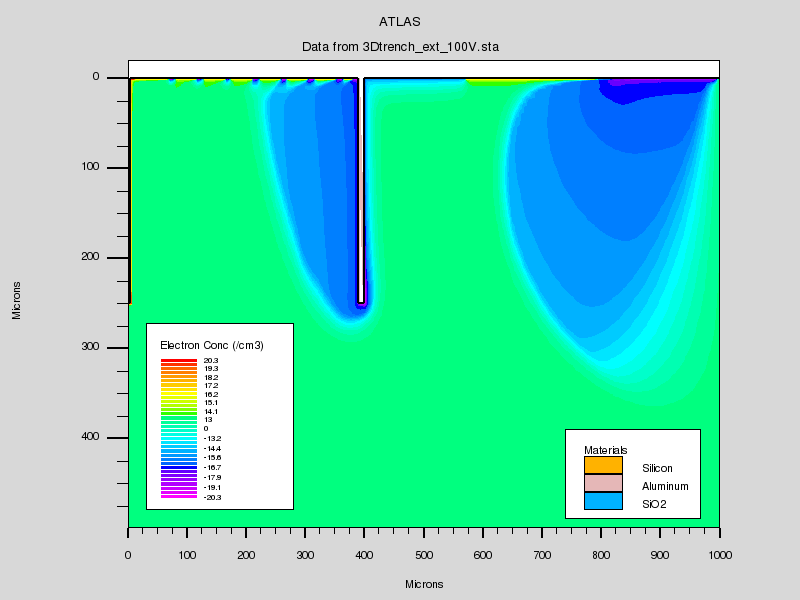 ATLAS
Data from 3Dtrench_ext_100V.sta
0
100
200
300
400
Microns
Electron Conc (/cm3)
20.3
19.3
18.2
17.2
16.2
15.1
14.1
13
0
-13.2
-14.4
-15.6
-16.7
-17.9
-19.1
-20.3
Materials
Silicon
Aluminum
SiO2
0 100 200 300 400 500 600 700 800 900 1000
Microns